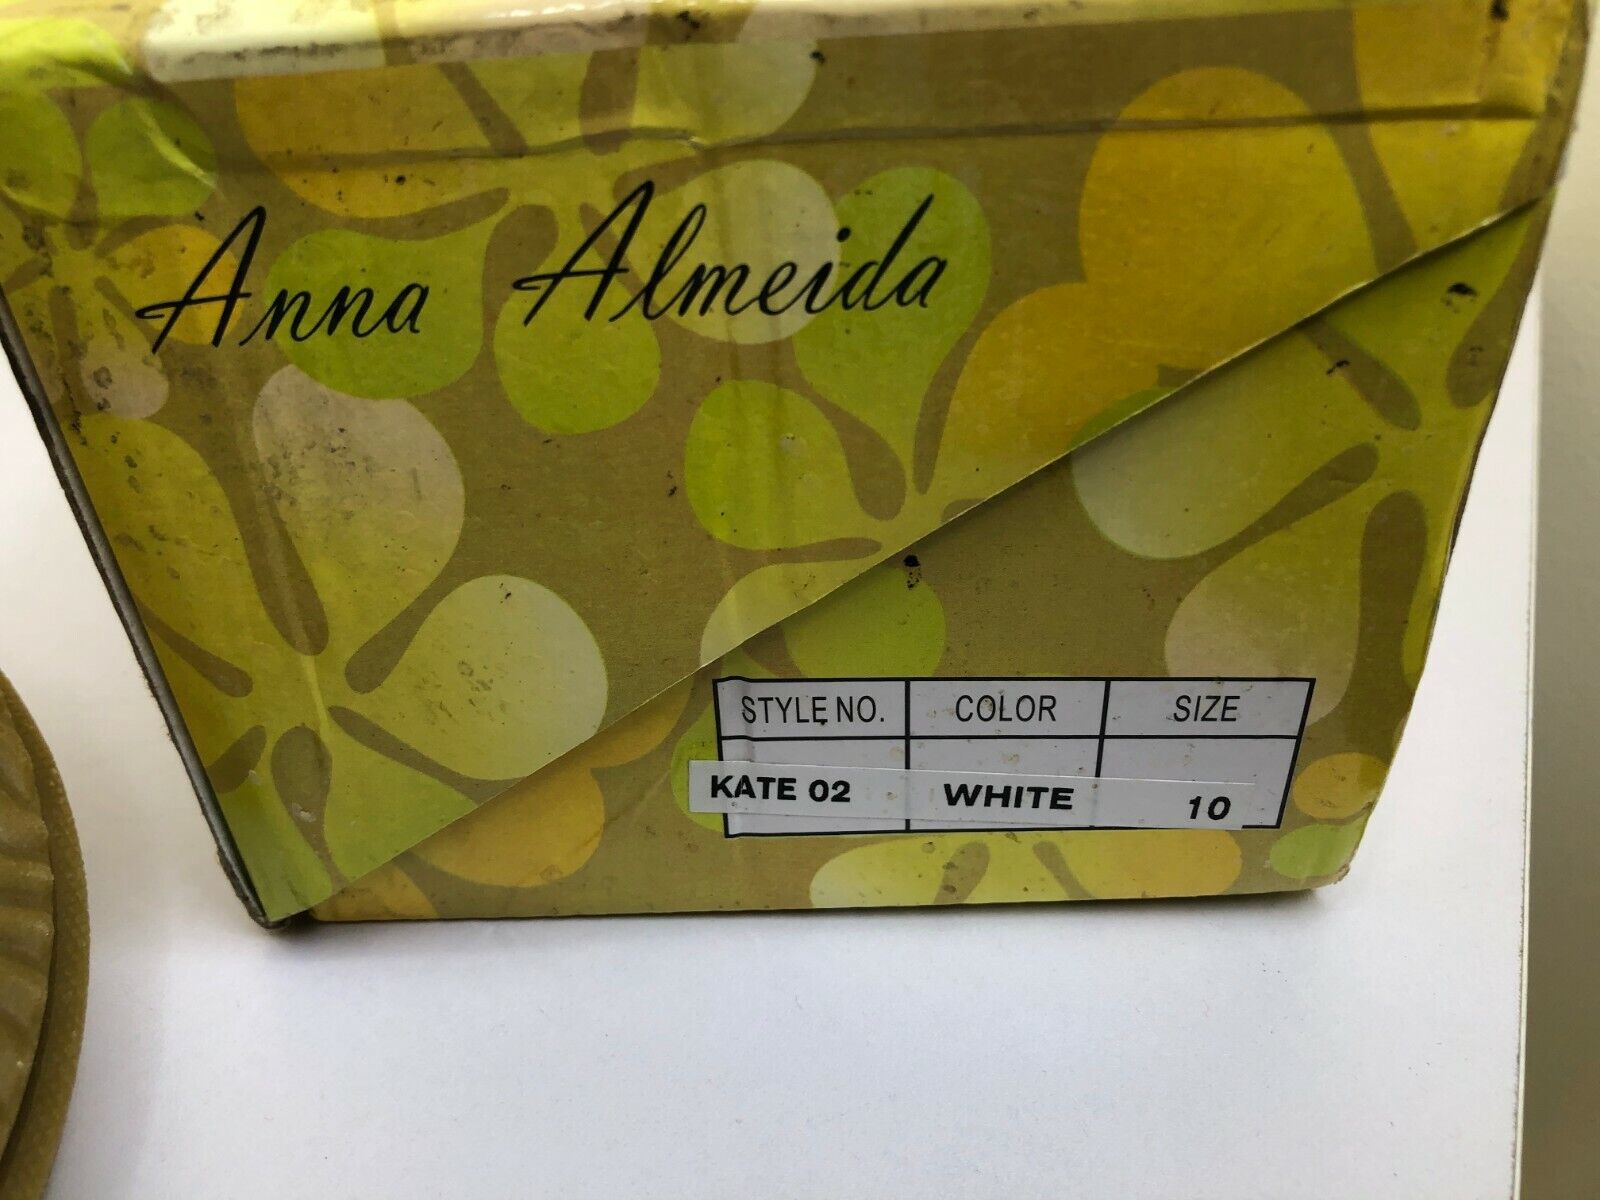 Anna Almeida
STYLE NO. COLOR SIZE
KATE 02 WHITE 10